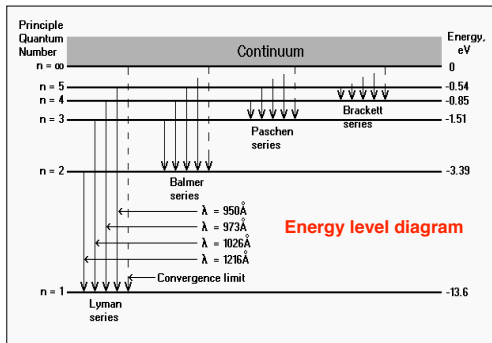 Principle
Quantum
Number
Continuum
Energy,
eV
n = ∞
0
n = 5
-0.54
n = 4
-0.85
Brackett
series
n = 3
-1.51
Paschen
series
n = 2
-3.39
Balmer
series
λ = 950Å
λ = 973Å
λ = 1026Å
λ = 1216Å
Energy level diagram
Convergence limit
n = 1
-13.6
Lyman
series